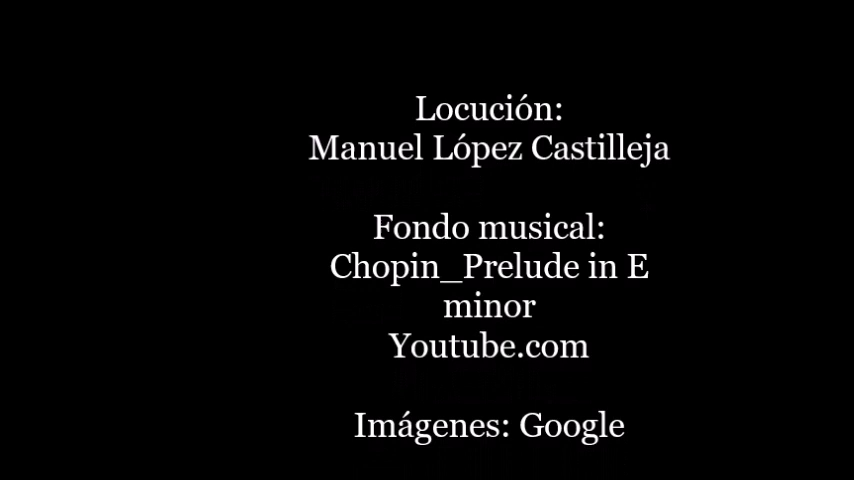 Locución:
Manuel López Castilleja
Fondo musical:
Chopin_Prelude in E
minor
Youtube.com
Imágenes: Google